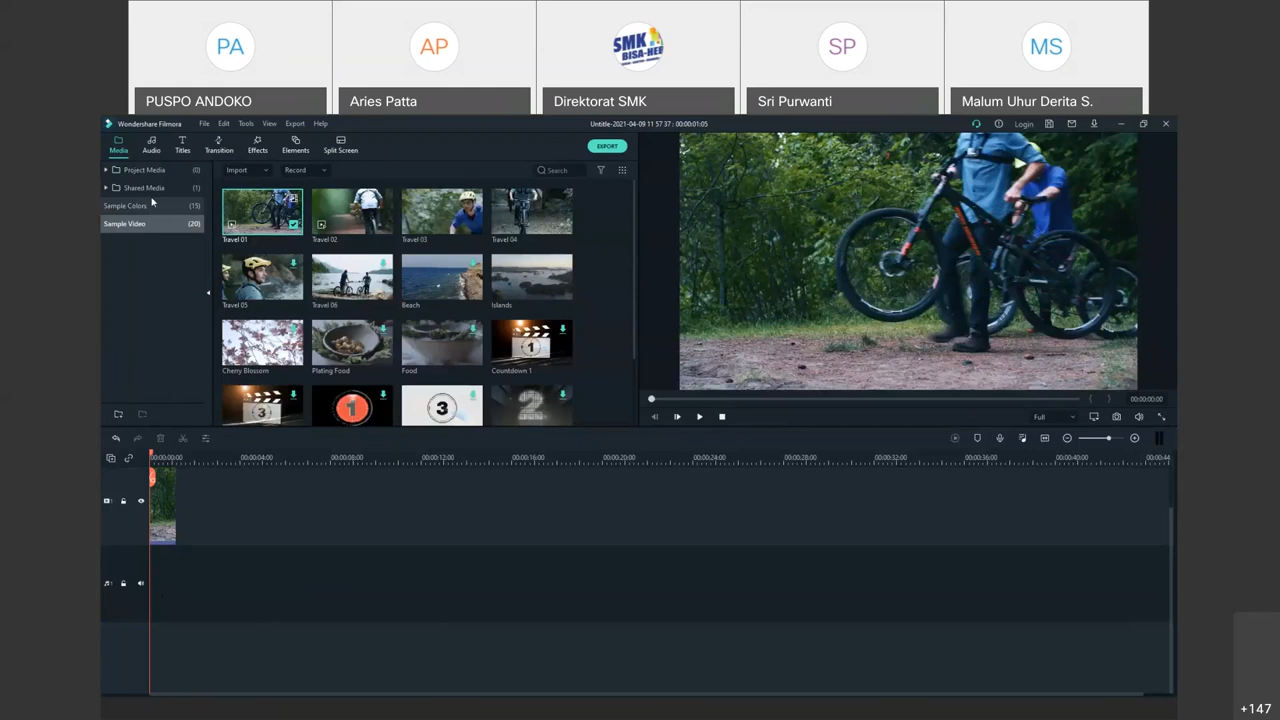 PA
AP
SMK
BISA-HEBAT
SP
MS
PUSPO ANDOKO
Aries Patta
Direktorat SMK
Sri Purwanti
Malum Uhur Derita S.
Wondershare Filmora
File
Edit
Tools
View
Export
Help
Untitle-2021-04-09 11 57 37 : 00:00:01:05
Login
Media
Audio
Titles
Transition
Effects
Elements
Split Screen
EXPORT
Project Media (0)
Shared Media (1)
Sample Colors (15)
Sample Video (20)
Import
Record
Search
Travel 01
Travel 02
Travel 03
Travel 04
Travel 05
Travel 06
Beach
Islands
Cherry Blossom
Plating Food
Food
Countdown 1
1
3
1
3
2
00:00:00:00
Full
00:00:00:00
00:00:04:00
00:00:08:00
00:00:12:00
00:00:16:00
00:00:20:00
00:00:24:00
00:00:28:00
00:00:32:00
00:00:36:00
00:00:40:00
00:00:44
+147